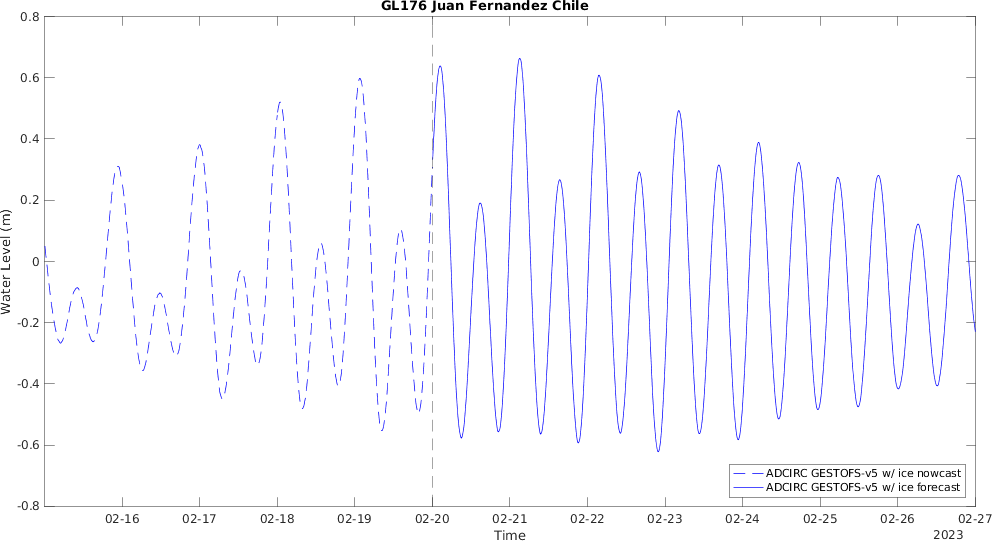 GL176 Juan Fernandez Chile
0.8
0.6
0.4
0.2
0
-0.2
-0.4
-0.6
-0.8
Water Level (m)
ADCIRC GESTOFS-v5 w/ ice nowcast
ADCIRC GESTOFS-v5 w/ ice forecast
02-16 02-17 02-18 02-19 02-20 02-21 02-22 02-23 02-24 02-25 02-26 02-27
Time
2023